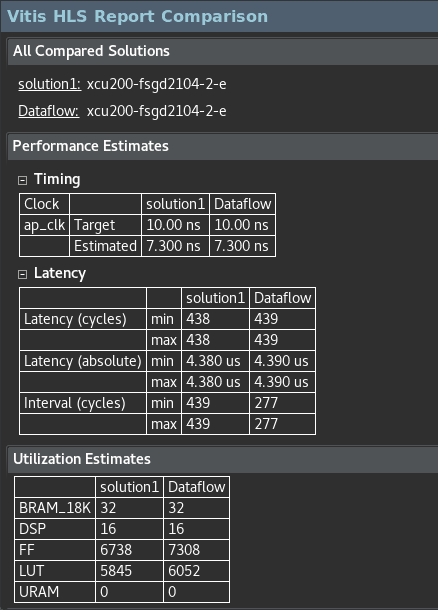 Vitis HLS Report Comparison
All Compared Solutions
solution1: xcu200-fsgd2104-2-e
Dataflow: xcu200-fsgd2104-2-e
Performance Estimates
Timing
Clock solution1 Dataflow
ap_clk Target 10.00 ns 10.00 ns
Estimated 7.300 ns 7.300 ns
Latency
solution1 Dataflow
Latency (cycles) min 438 439
max 438 439
Latency (absolute) min 4.380 us 4.390 us
max 4.380 us 4.390 us
Interval (cycles) min 439 277
max 439 277
Utilization Estimates
solution1 Dataflow
BRAM_18K 32 32
DSP 16 16
FF 6738 7308
LUT 5845 6052
URAM 0 0